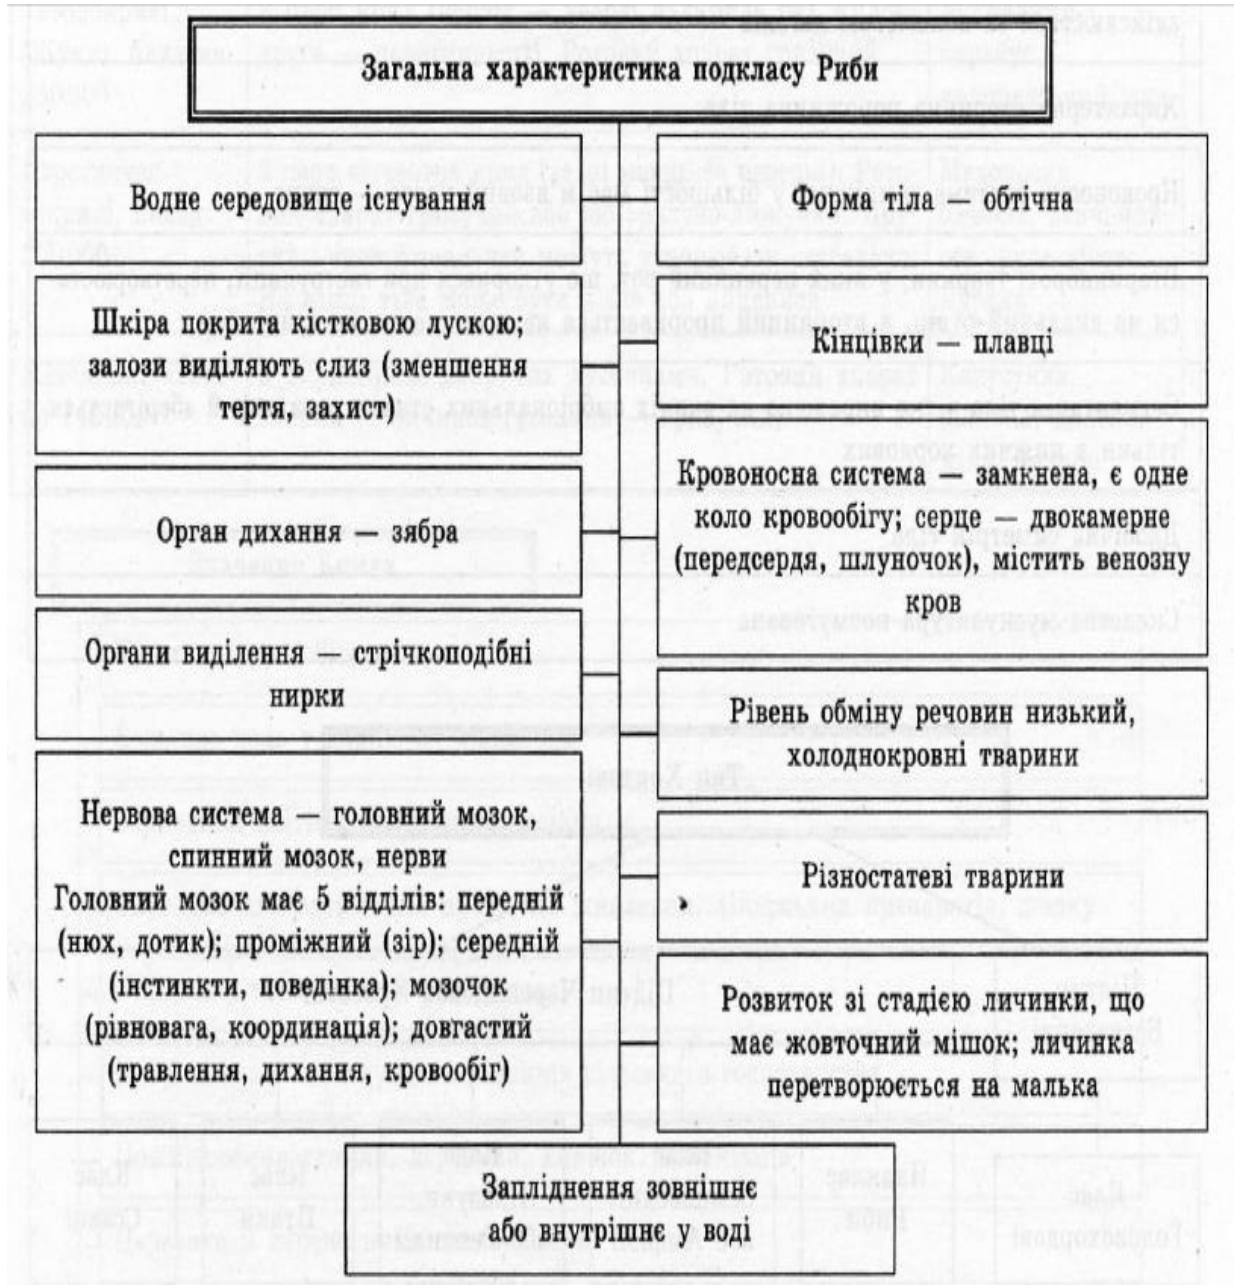 Загальна характеристика подкласу Риби
Водне середовище існування
Форма тіла — обтічна
Шкіра покрита кістковою лускою;
залози виділяють слиз (зменшення
тертя, захист)
Кінцівки — плавці
Орган дихання — зябра
Кровоносна система — замкнена, є одне
коло кровообігу; серце — двокамерне
(передсердя, шлуночок), містить венозну
кров
Органи виділення — стрічкоподібні
нирки
Рівень обміну речовин низький,
холоднокровні тварини
Нервова система — головний мозок,
спинний мозок, нерви
Головний мозок має 5 відділів: передній
(нюх, дотик); проміжний (зір); середній
(інстинкти, поведінка); мозочок
(рівновага, координація); довгастий
(травлення, дихання, кровообіг)
Різностатеві тварини
Розвиток зі стадією личинки, що
має жовточний мішок; личинка
перетворюється на малька
Запліднення зовнішнє
або внутрішнє у воді